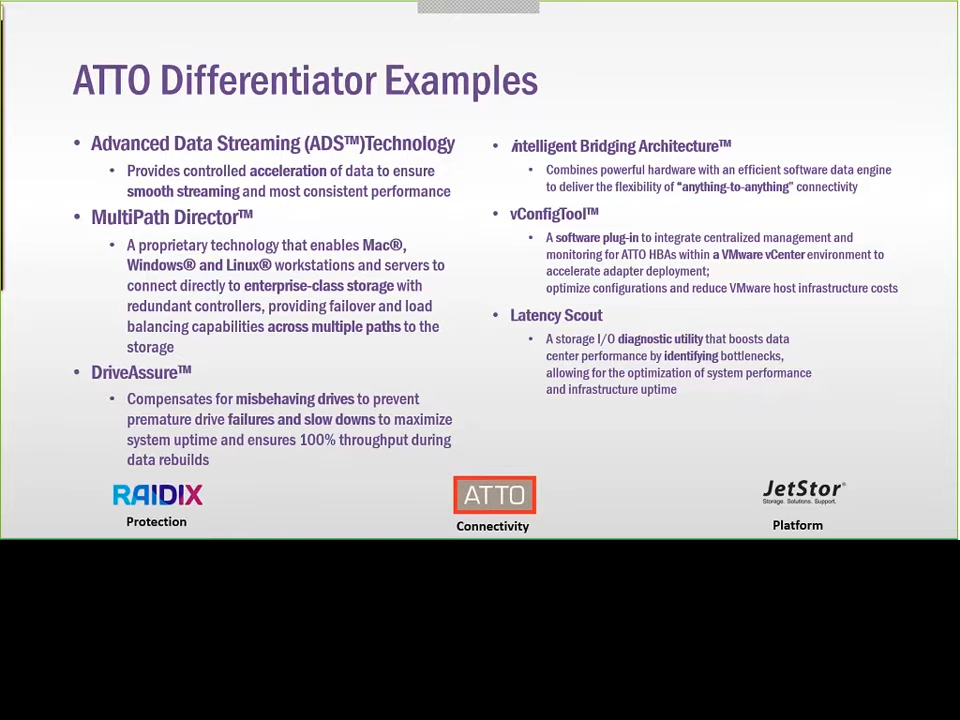 ATTO Differentiator Examples
• Advanced Data Streaming (ADS™)Technology
• Provides controlled acceleration of data to ensure
smooth streaming and most consistent performance
• MultiPath Director™
• A proprietary technology that enables Mac®,
Windows® and Linux® workstations and servers to
connect directly to enterprise-class storage with
redundant controllers, providing failover and load
balancing capabilities across multiple paths to the
storage
• DriveAssure™
• Compensates for misbehaving drives to prevent
premature drive failures and slow downs to maximize
system uptime and ensures 100% throughput during
data rebuilds
• intelligent Bridging Architecture™
• Combines powerful hardware with an efficient software data engine
to deliver the flexibility of “anything-to-anything” connectivity
• vConfigTool™
• A software plug-in to integrate centralized management and
monitoring for ATTO HBAs within a VMware vCenter environment to
accelerate adapter deployment;
optimize configurations and reduce VMware host infrastructure costs
• Latency Scout
• A storage I/O diagnostic utility that boosts data
center performance by identifying bottlenecks,
allowing for the optimization of system performance
and infrastructure uptime
RAIDIX
Protection
ATTO
Connectivity
JetStor®
Storage. Solutions. Support.
Platform